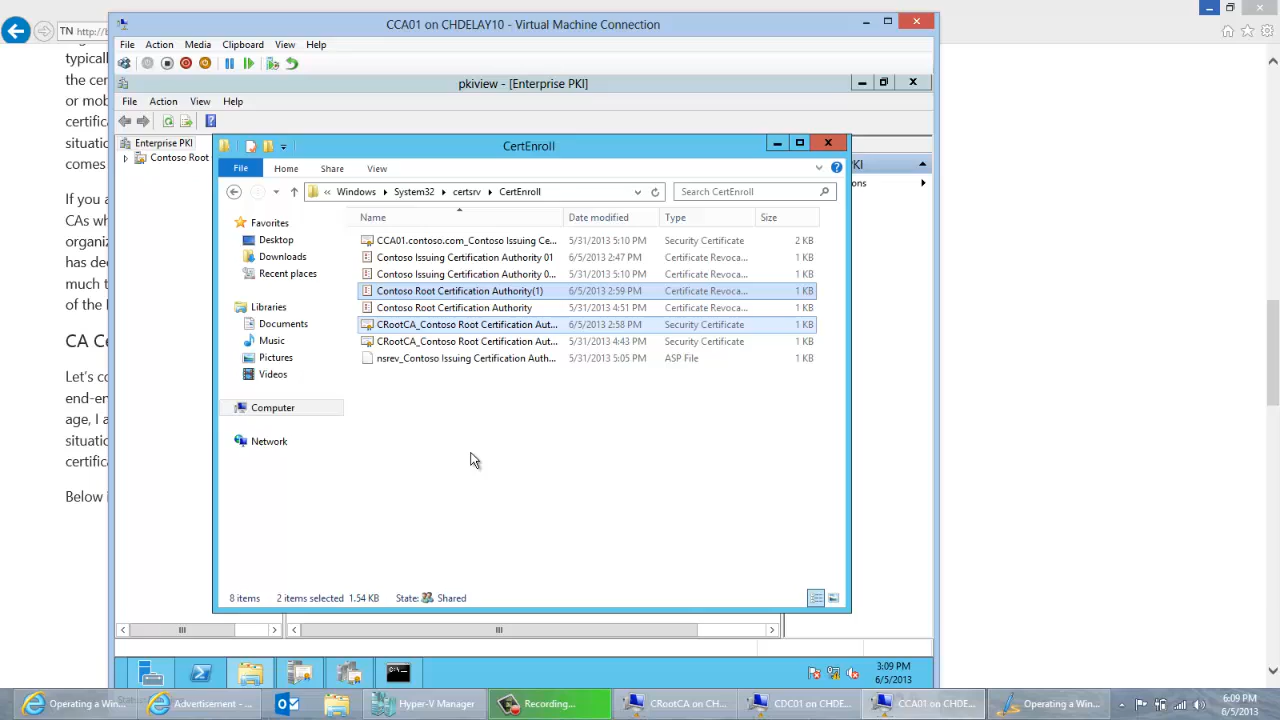 CCA01 on CHDELAY10 - Virtual Machine Connection
TN http://b
File Action Media Clipboard View Help
typically
the cer
or mob
certifica
situatio
comes
If you a
CAs wh
organiz
has dec
much t
of the I
CA Ce
Let's co
end-en
age, I a
situatio
certifica
Below i
pkiview - [Enterprise PKI]
File Action View Help
Enterprise PKI
Contoso Root
KI
ons
CertEnroll
File Home Share View
Windows System32 certsrv CertEnroll
Search CertEnroll
Favorites
Desktop
Downloads
Recent places
Libraries
Documents
Music
Pictures
Videos
Computer
Network
Name Date modified Type Size
CCA01.contoso.com_Contoso Issuing Ce... 5/31/2013 5:10 PM Security Certificate 2 KB
Contoso Issuing Certification Authority 01 6/5/2013 2:47 PM Certificate Revoca... 1 KB
Contoso Issuing Certification Authority 0... 5/31/2013 5:10 PM Certificate Revoca... 1 KB
Contoso Root Certification Authority(1) 6/5/2013 2:59 PM Certificate Revoca... 1 KB
Contoso Root Certification Authority 5/31/2013 4:51 PM Certificate Revoca... 1 KB
CRootCA_Contoso Root Certification Aut... 6/5/2013 2:58 PM Security Certificate 1 KB
CRootCA_Contoso Root Certification Aut... 5/31/2013 4:43 PM Security Certificate 1 KB
nsrev_Contoso Issuing Certification Auth... 5/31/2013 5:05 PM ASP File 1 KB
8 items 2 items selected 1.54 KB State: Shared
3:09 PM
6/5/2013
Operating a Win...
Advertisement - ...
Hyper-V Manager
Recording...
CRootCA on CH...
CDC01 on CHDE...
CCA01 on CHDE...
Operating a Win...
6:09 PM
6/5/2013